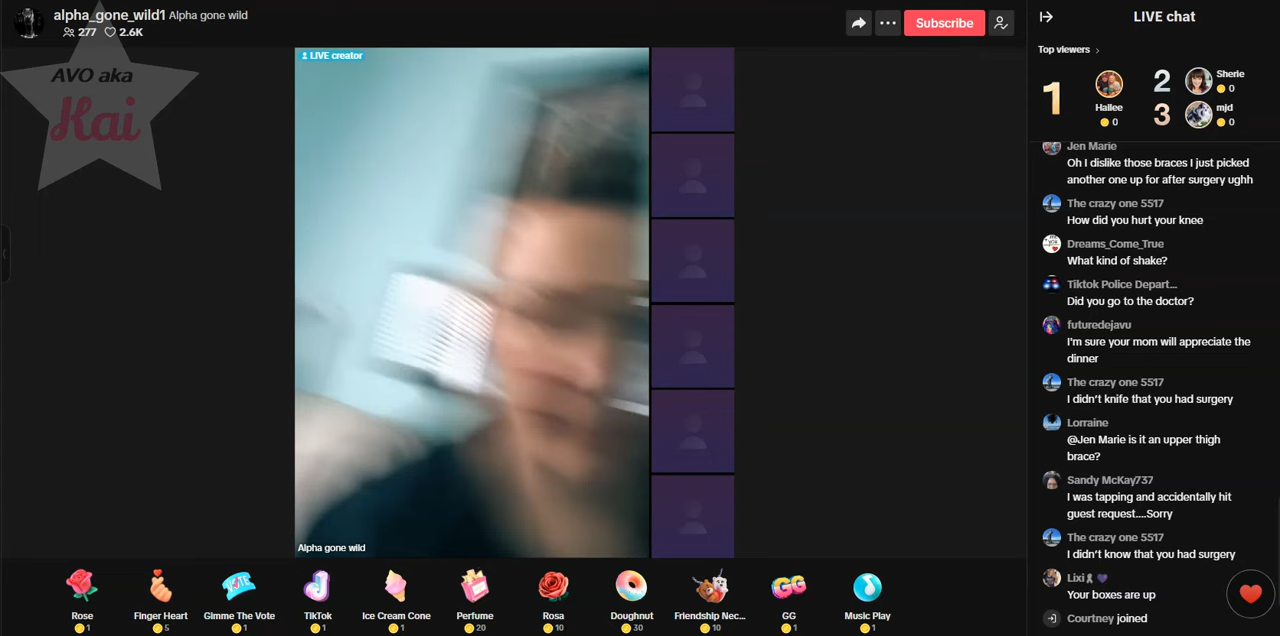 alpha_gone_wild1 Alpha gone wild
277 2.6K
Subscribe
AVO aka
Kai
LIVE creator
Alpha gone wild
Rose
1
Finger Heart
5
VOTE
Gimme The Vote
1
TikTok
1
Ice Cream Cone
1
Perfume
20
Rosa
10
Doughnut
30
Friendship Nec...
10
GG
GG
1
Music Play
1
LIVE chat
Top viewers
1
Hailee
0
2
Sherie
0
3
mjd
0
Jen Marie
Oh I dislike those braces I just picked
another one up for after surgery ughh
The crazy one 5517
How did you hurt your knee
Dreams_Come_True
What kind of shake?
Tiktok Police Depart...
Did you go to the doctor?
futuredejavu
I'm sure your mom will appreciate the
dinner
The crazy one 5517
I didn't knife that you had surgery
Lorraine
@Jen Marie is it an upper thigh
brace?
Sandy McKay737
I was tapping and accidentally hit
guest request....Sorry
The crazy one 5517
I didn't know that you had surgery
Lixi🎗💜
Your boxes are up
Courtney joined